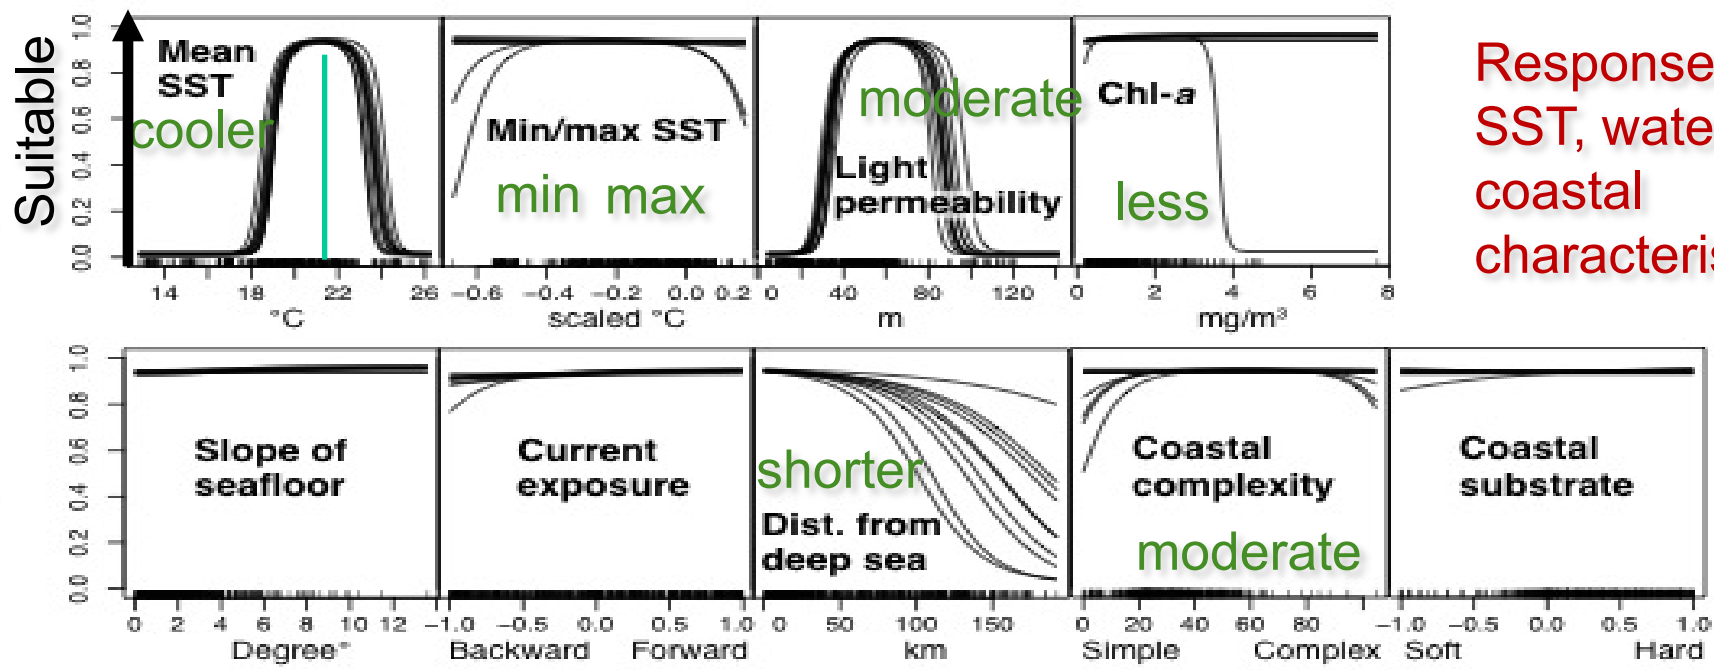 Suitable
1.0
0.8
0.6
0.4
0.2
0.0
Mean
SST
cooler
14 18 22 26
°C
Min/max SST
min max
−0.6 −0.4 −0.2 0.0 0.2
scaled °C
moderate
Light
permeability
0 40 80 120
m
Chl-a
less
0 2 4 6 8
mg/m³
Response
SST, wate
coastal
characteris
1.0
0.8
0.6
0.4
0.2
0.0
Slope of
seafloor
0 2 4 6 8 10 12
Degree°
Current
exposure
−1.0 −0.5 0.0 0.5 1.0
Backward Forward
shorter
Dist. from
deep sea
0 50 100 150
km
Coastal
complexity
moderate
0 20 40 60 80
Simple Complex
Coastal
substrate
−1.0 −0.5 0.0 0.5 1.0
Soft Hard